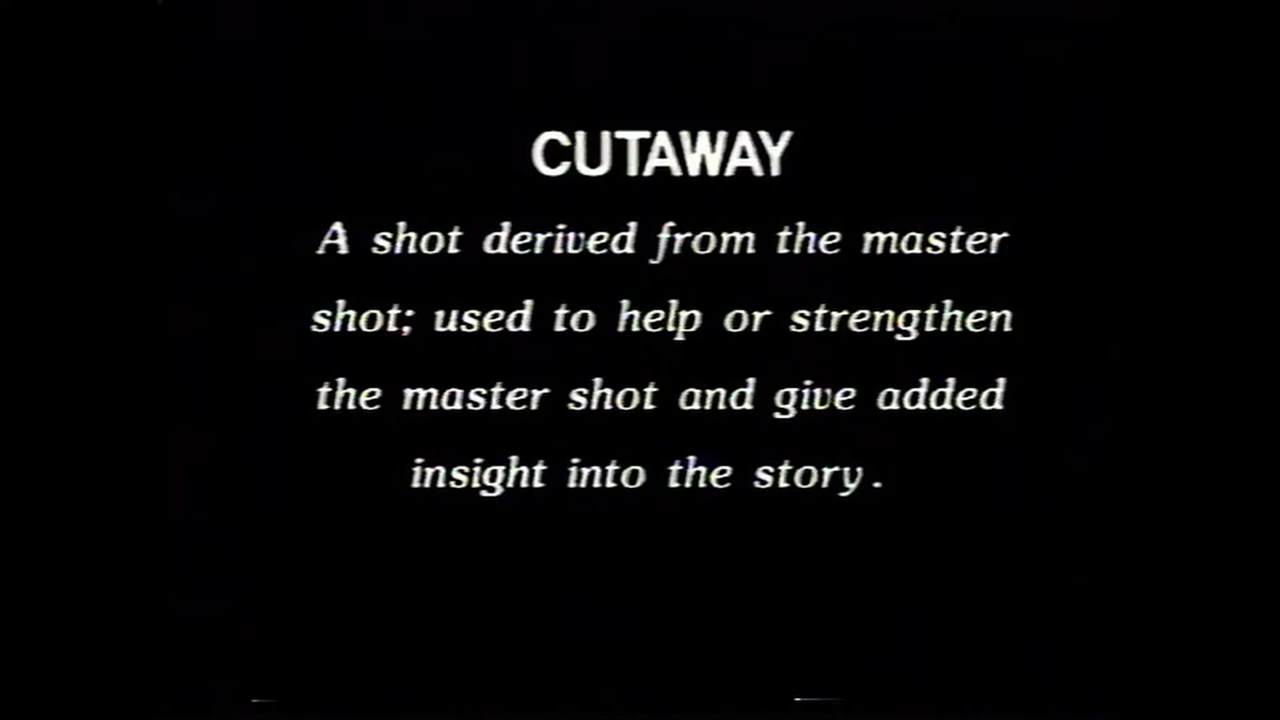 CUTAWAY
A shot derived from the master
shot; used to help or strengthen
the master shot and give added
insight into the story.